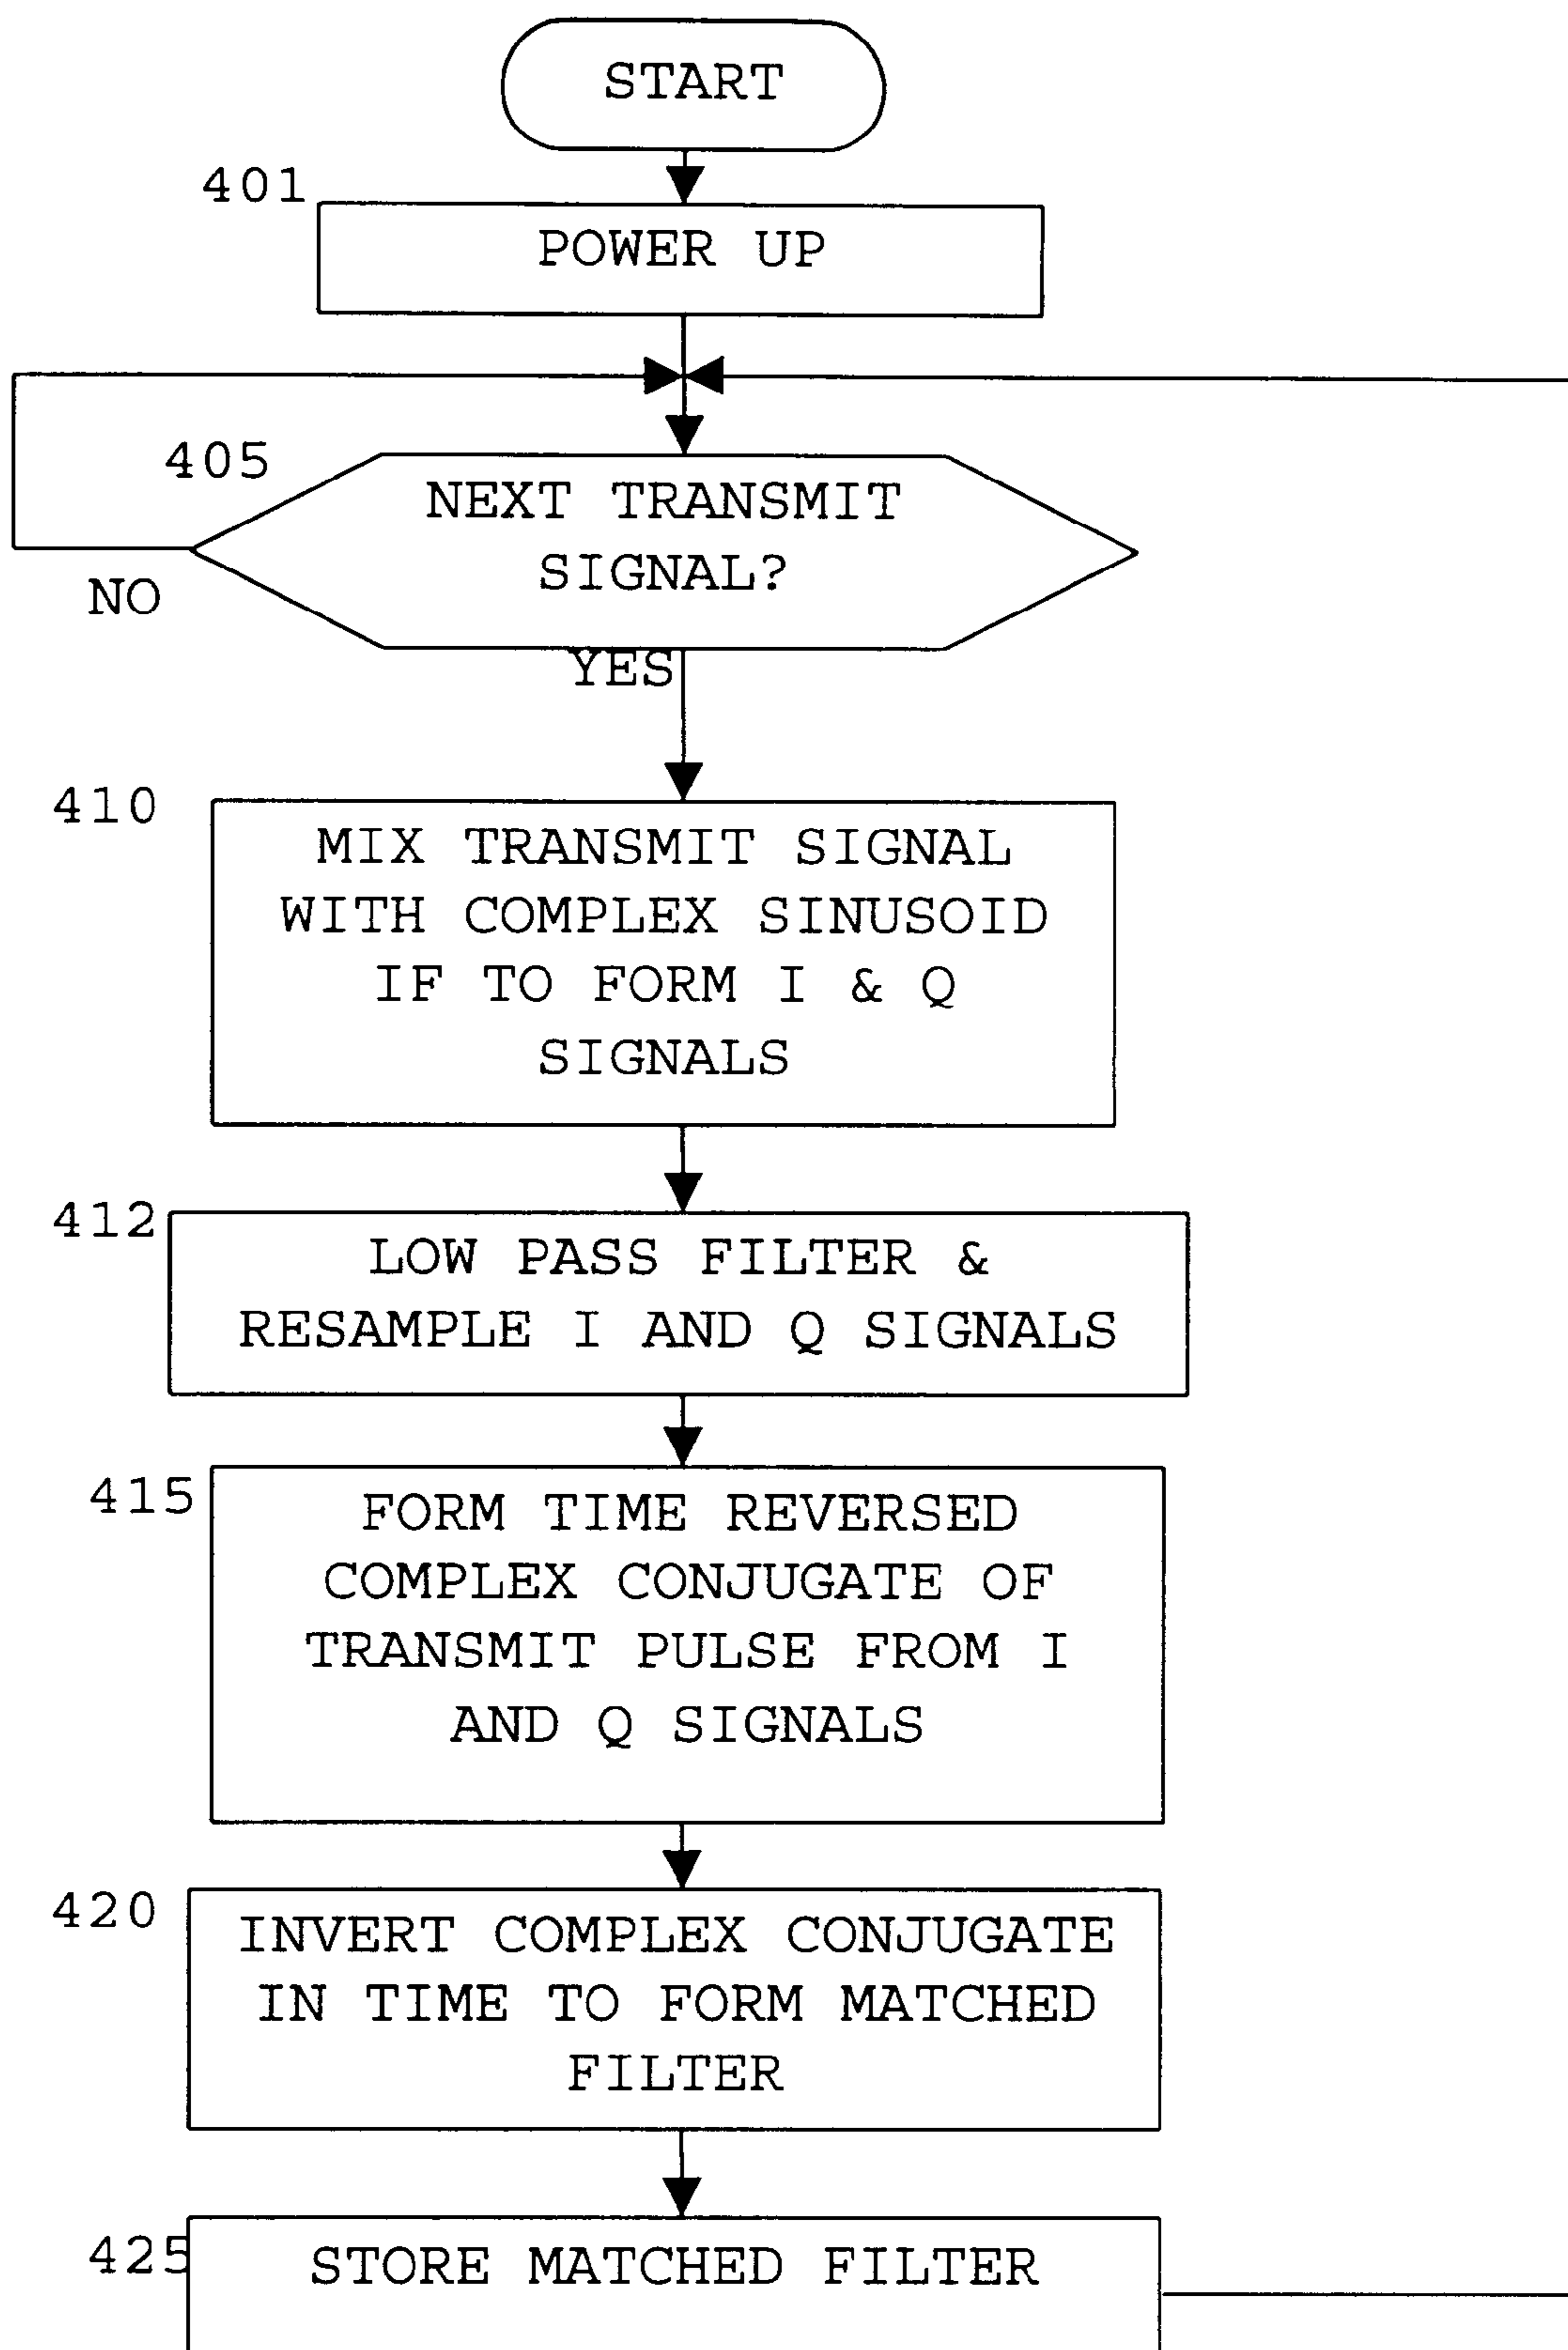 START
401
POWER UP
405
NEXT TRANSMIT
SIGNAL?
NO
YES
410
MIX TRANSMIT SIGNAL
WITH COMPLEX SINUSOID
IF TO FORM I & Q
SIGNALS
412
LOW PASS FILTER &
RESAMPLE I AND Q SIGNALS
415
FORM TIME REVERSED
COMPLEX CONJUGATE OF
TRANSMIT PULSE FROM I
AND Q SIGNALS
420
INVERT COMPLEX CONJUGATE
IN TIME TO FORM MATCHED
FILTER
425
STORE MATCHED FILTER